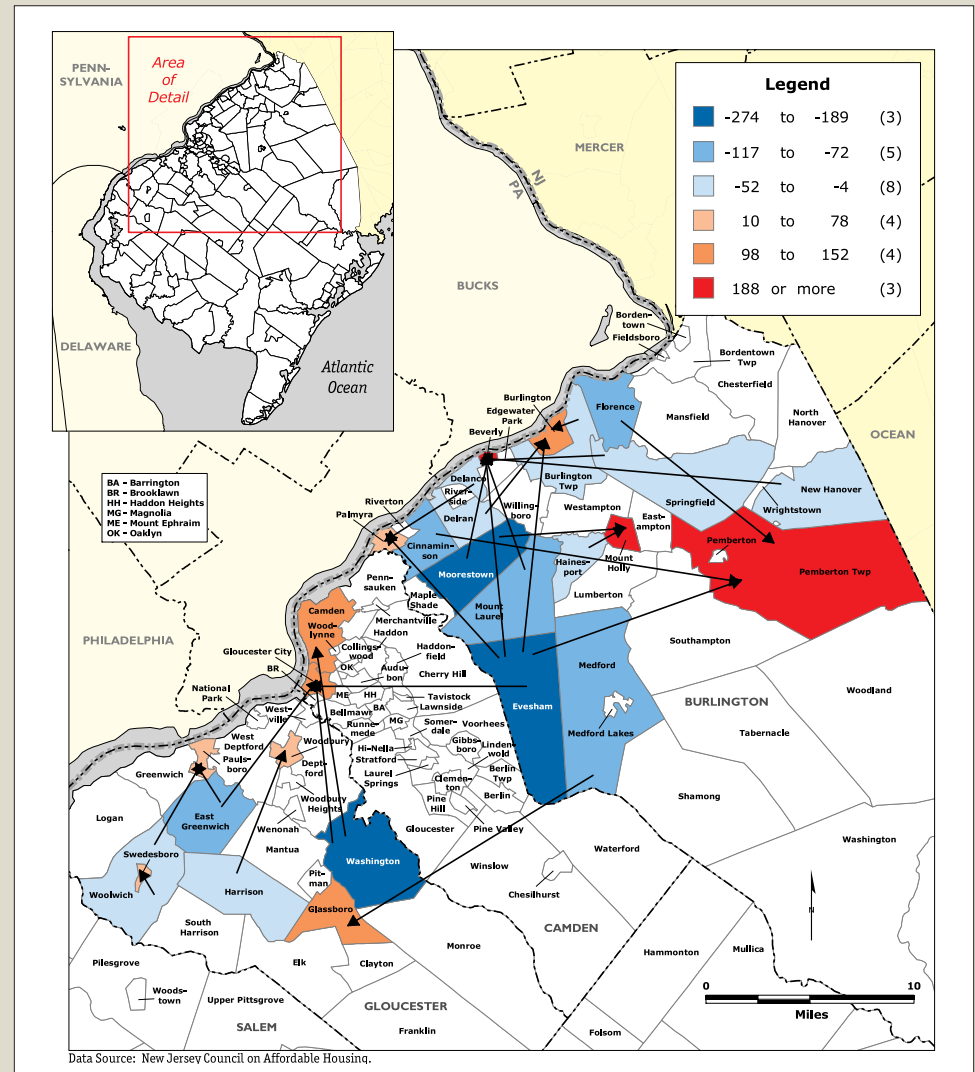 PENN-
SYLVANIA
Area
of
Detail
DELAWARE
Atlantic
Ocean
Legend
-274 to -189 (3)
-117 to -72 (5)
-52 to -4 (8)
10 to 78 (4)
98 to 152 (4)
188 or more (3)
MERCER
NJ
PA
BUCKS
OCEAN
PHILADELPHIA
BURLINGTON
CAMDEN
GLOUCESTER
SALEM
BA – Barrington
BR – Brooklawn
HH – Haddon Heights
MG – Magnolia
ME – Mount Ephraim
OK – Oaklyn
Borden-
town
Fieldsboro
Bordentown
Twp
Chesterfield
Mansfield
North
Hanover
Florence
Burlington
Edgewater
Park
Beverly
Delanco
River-
side
Delran
Burlington
Twp
Willing-
boro
Westampton
East-
ampton
Springfield
New Hanover
Wrightstown
Riverton
Palmyra
Cinnamin-
son
Moorestown
Maple
Shade
Mount
Laurel
Haines-
port
Mount
Holly
Lumberton
Pemberton
Pemberton Twp
Southampton
Woodland
Medford
Medford Lakes
Evesham
Tabernacle
Shamong
Washington
Penn-
sauken
Merchantville
Camden
Wood-
lynne
Haddon
Collings-
wood
Haddon-
field
OK
Audu-
bon
Cherry Hill
Gloucester City
BR
ME
HH
BA
MG
Tavistock
Lawnside
Bellmawr
Runne-
mede
Somer-
dale
Voorhees
Hi-Nella
Stratford
Gibbs-
boro
Linden-
wold
Laurel
Springs
Clemen-
ton
Berlin
Twp
Berlin
Pine
Hill
Pine Valley
Gloucester
Winslow
Waterford
Chesilhurst
National
Park
West-
ville
West
Deptford
Woodbury
Pauls-
boro
Greenwich
Dept-
ford
Woodbury
Heights
Wenonah
Mantua
East
Greenwich
Logan
Swedesboro
Woolwich
Harrison
Pit-
man
Washington
Glassboro
South
Harrison
Elk
Clayton
Monroe
Pilesgrove
Woods-
town
Upper Pittsgrove
Franklin
Folsom
Hammonton
Mullica
N
0 10
Miles
Data Source: New Jersey Council on Affordable Housing.